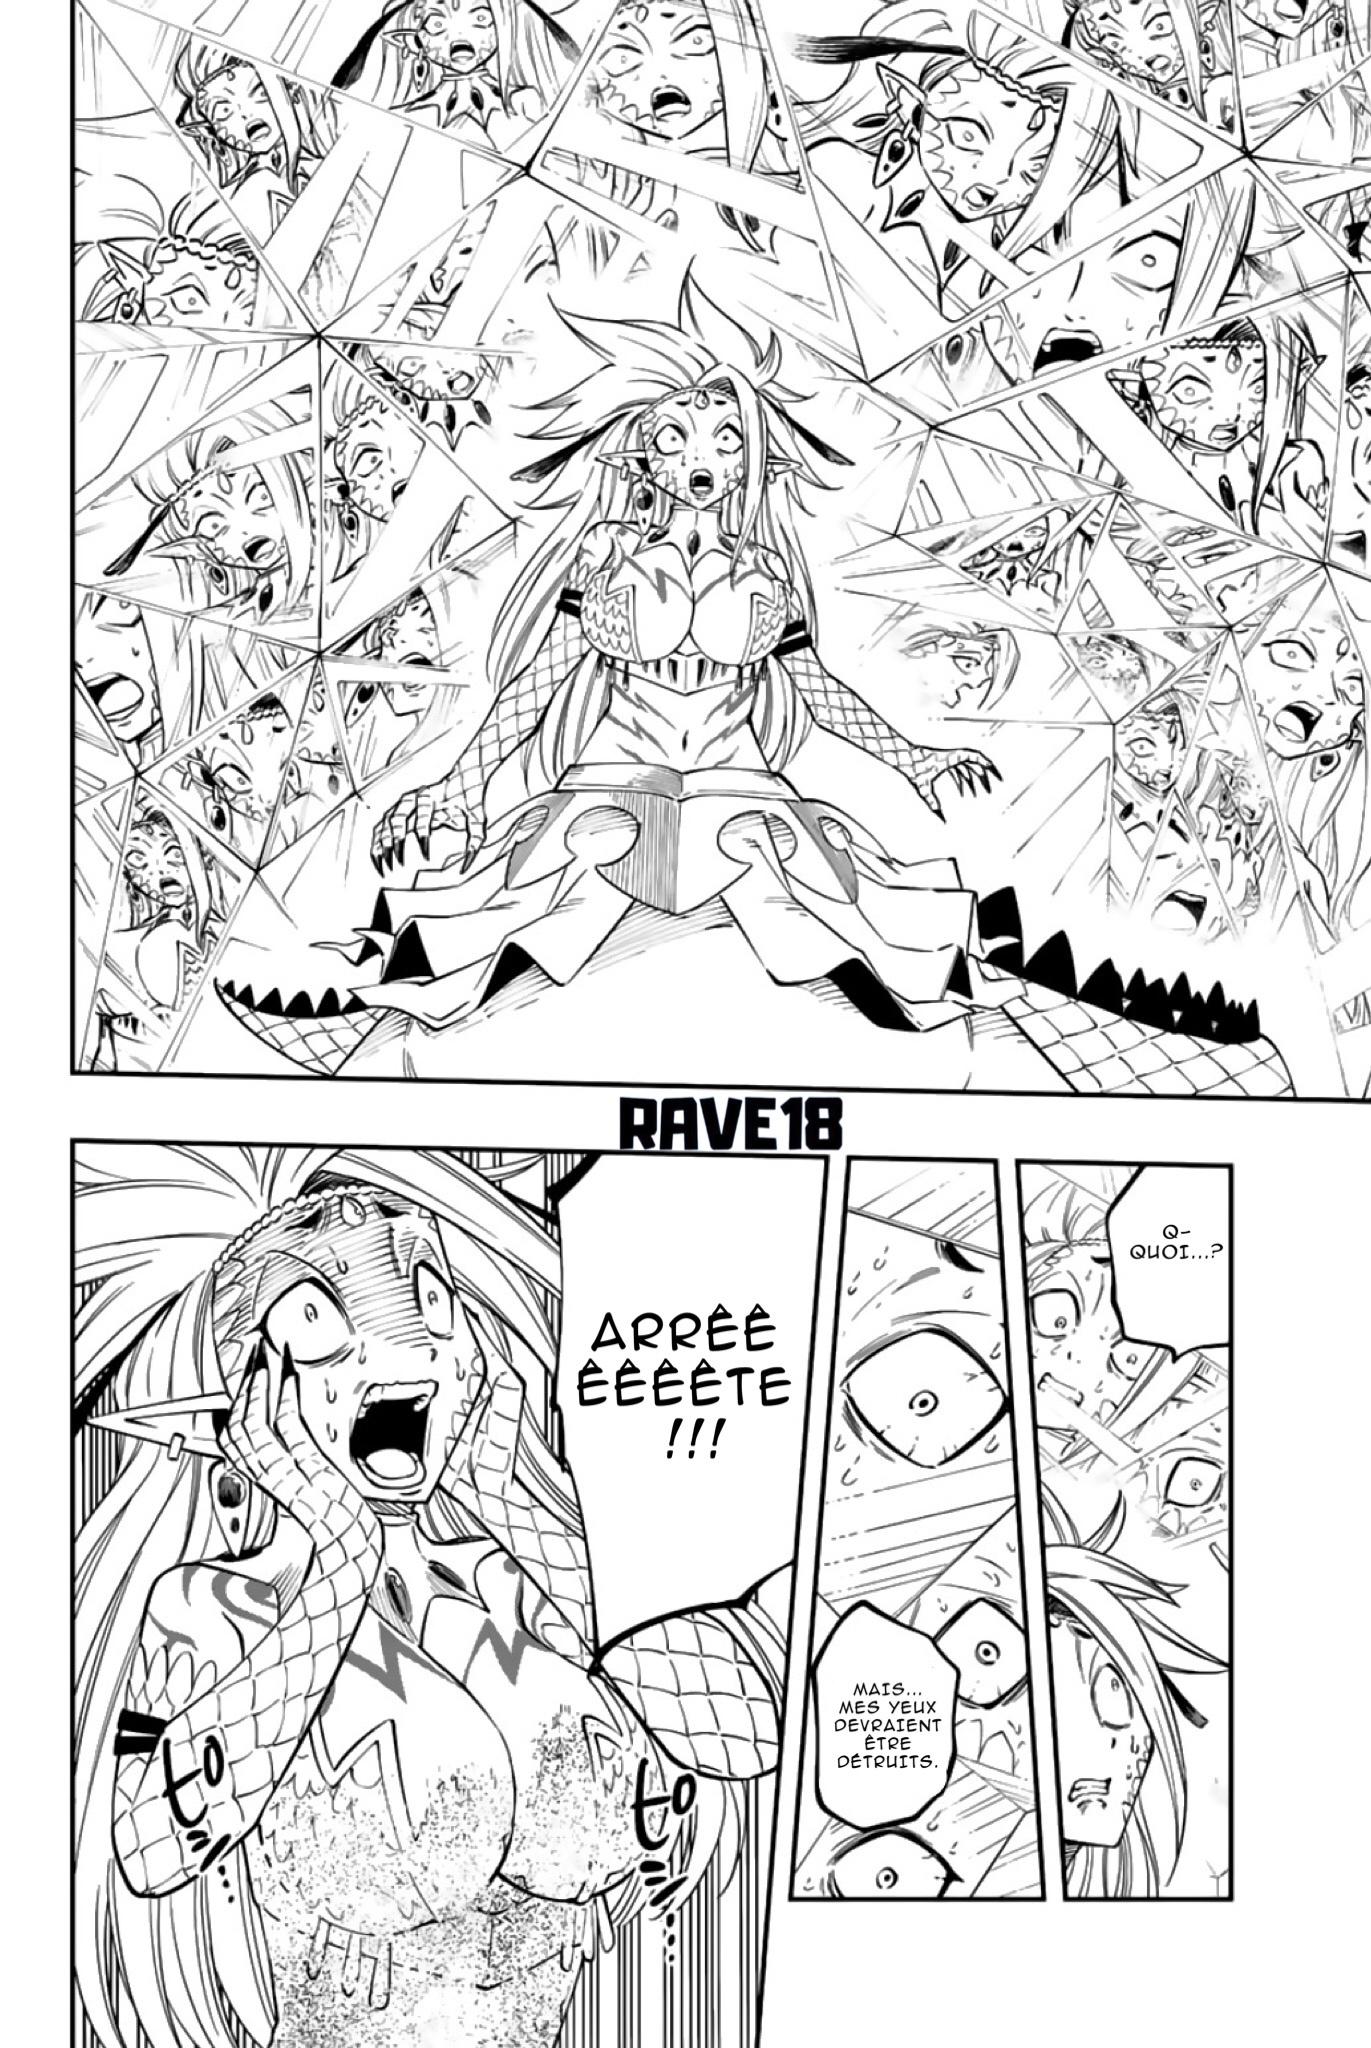 RAVE18
Q-
QUOI...?
MAIS...
MES YEUX
DEVRAIENT
ÊTRE
DÉTRUITS.
ARRÊÊ
ÊÊÊÊTE
!!!
to
to